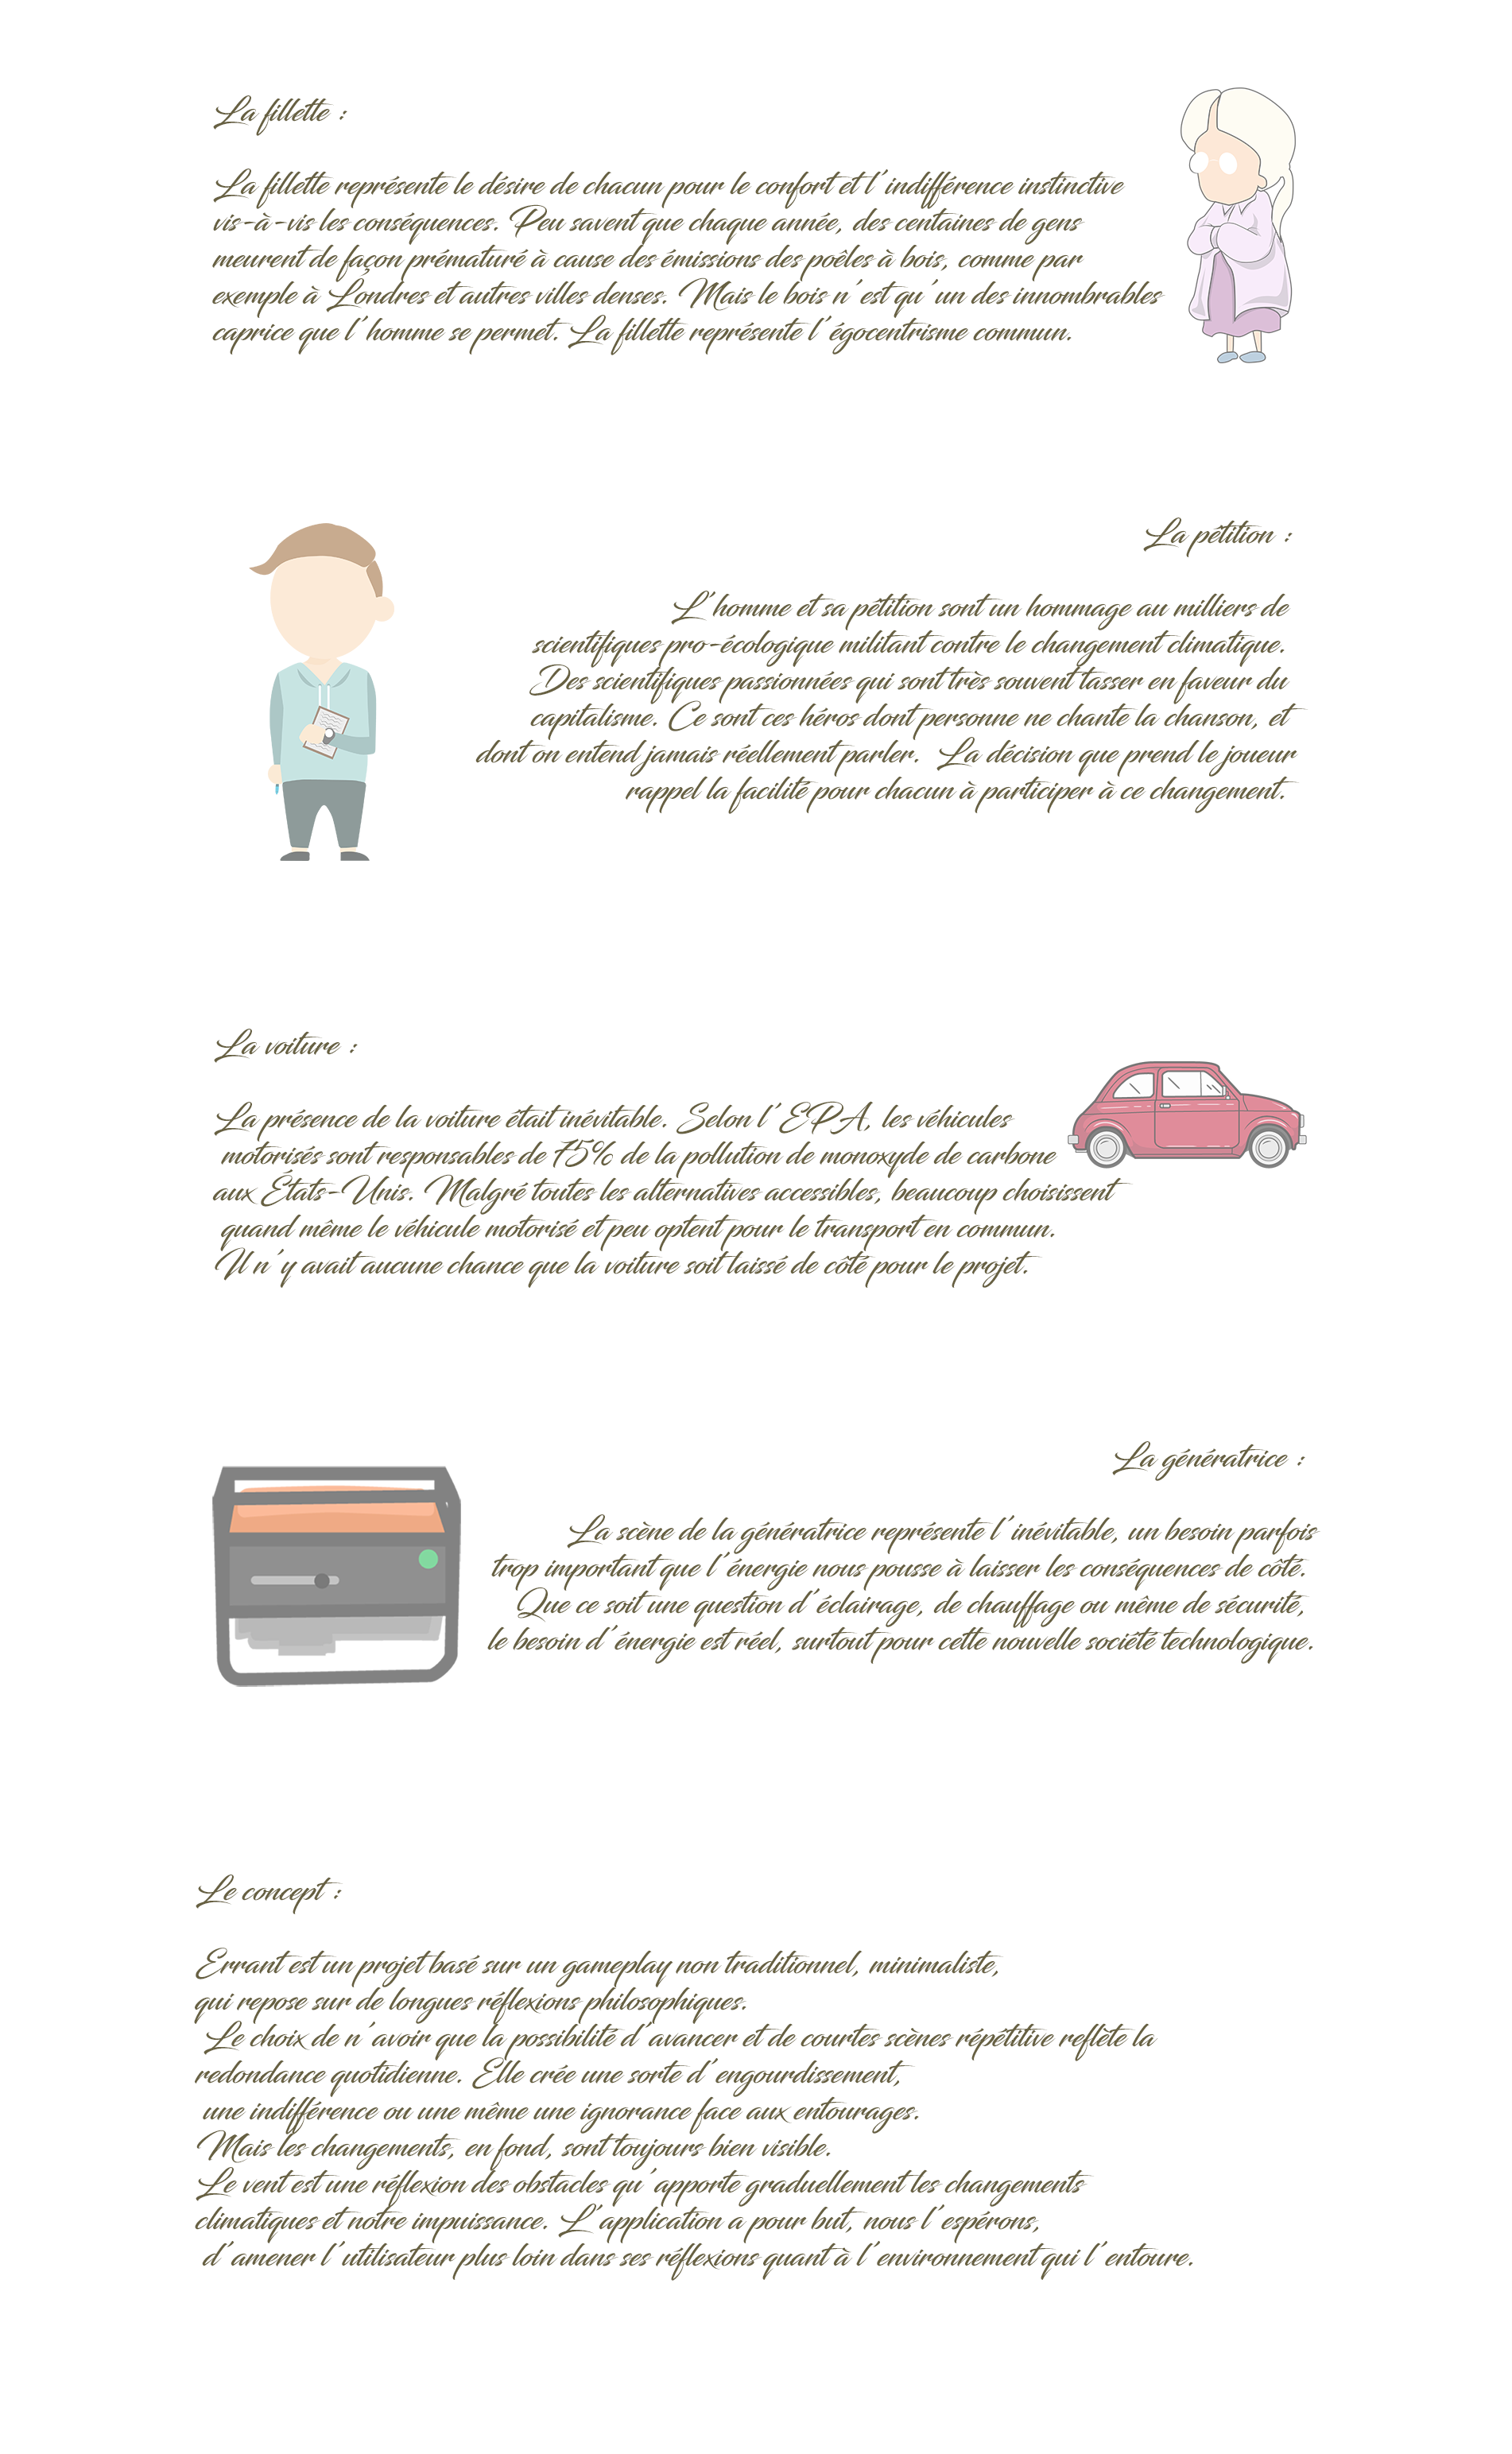 La fillette :
La fillette représente le désire de chacun pour le confort et l'indifférence instinctive
vis-à-vis les conséquences. Peu savent que chaque année, des centaines de gens
meurent de façon prématuré à cause des émissions des poêles à bois, comme par
exemple à Londres et autres villes denses. Mais le bois n'est qu'un des innombrables
caprice que l'homme se permet. La fillette représente l'égocentrisme commun.
La pétition :
L'homme et sa pétition sont un hommage au milliers de
scientifiques pro-écologique militant contre le changement climatique.
Des scientifiques passionnées qui sont très souvent tasser en faveur du
capitalisme. Ce sont ces héros dont personne ne chante la chanson, et
dont on entend jamais réellement parler. La décision que prend le joueur
rappel la facilité pour chacun à participer à ce changement.
La voiture :
La présence de la voiture était inévitable. Selon l'EPA, les véhicules
motorisés sont responsables de 75% de la pollution de monoxyde de carbone
aux États-Unis. Malgré toutes les alternatives accessibles, beaucoup choisissent
quand même le véhicule motorisé et peu optent pour le transport en commun.
Il n'y avait aucune chance que la voiture soit laissé de côté pour le projet.
La génératrice :
La scène de la génératrice représente l'inévitable, un besoin parfois
trop important que l'énergie nous pousse à laisser les conséquences de côté.
Que ce soit une question d'éclairage, de chauffage ou même de sécurité,
le besoin d'énergie est réel, surtout pour cette nouvelle société technologique.
Le concept :
Errant est un projet basé sur un gameplay non traditionnel, minimaliste,
qui repose sur de longues réflexions philosophiques.
Le choix de n'avoir que la possibilité d'avancer et de courtes scènes répétitive reflète la
redondance quotidienne. Elle crée une sorte d'engourdissement,
une indifférence ou une même une ignorance face aux entourages.
Mais les changements, en fond, sont toujours bien visible.
Le vent est une réflexion des obstacles qu'apporte graduellement les changements
climatiques et notre impuissance. L'application a pour but, nous l'espérons,
d'amener l'utilisateur plus loin dans ses réflexions quant à l'environnement qui l'entoure.